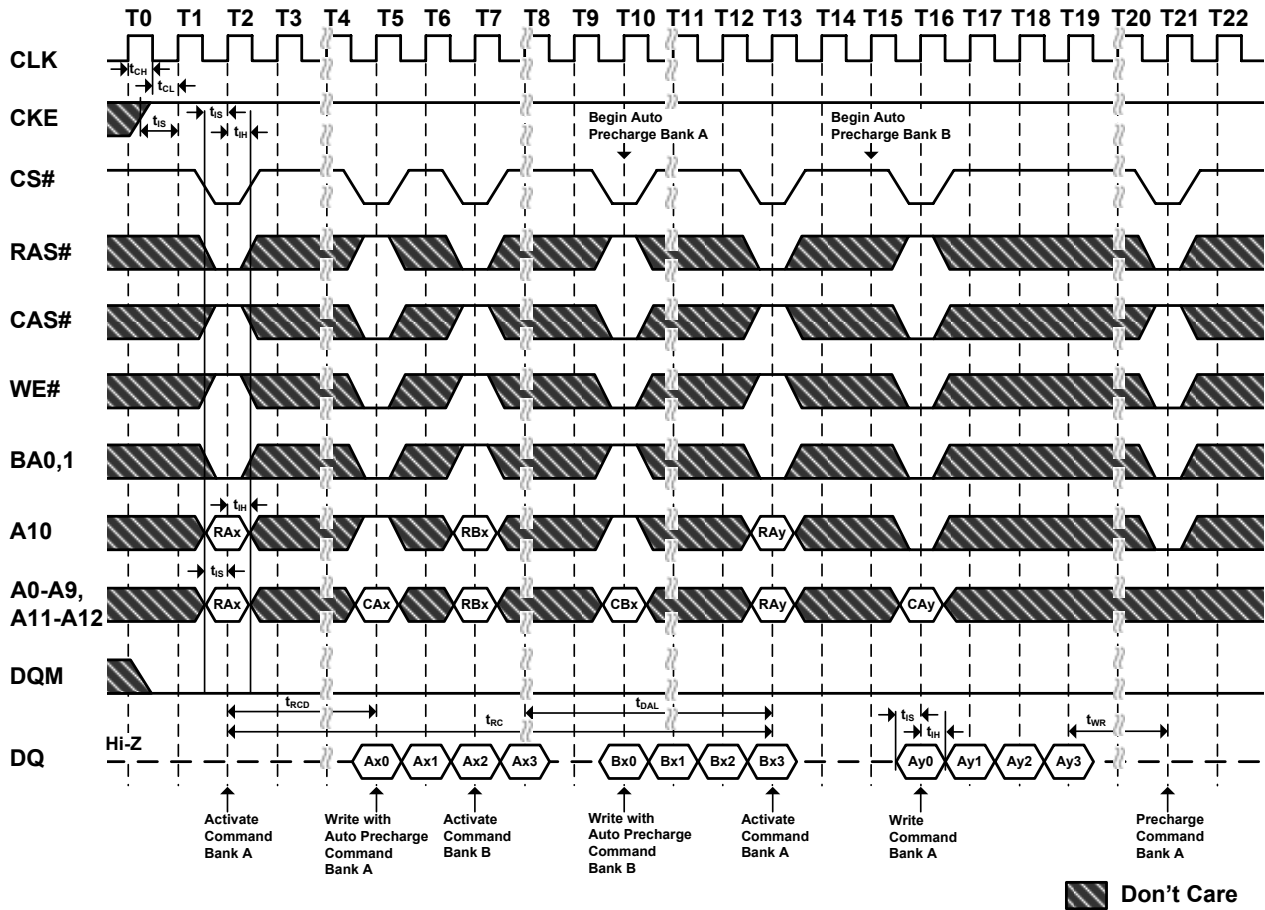 T0 T1 T2 T3 T4 T5 T6 T7 T8 T9 T10 T11 T12 T13 T14 T15 T16 T17 T18 T19 T20 T21 T22
CLK
tCH
tCL
CKE
tIS
tIS
tIH
Begin Auto
Precharge Bank A
Begin Auto
Precharge Bank B
CS#
RAS#
CAS#
WE#
BA0,1
tIH
A10
RAx
RBx
RAy
tIS
A0-A9,
A11-A12
RAx
CAx
RBx
CBx
RAy
CAy
DQM
tRCD
tDAL
tRC
tIS
tIH
tWR
Hi-Z
DQ
Ax0 Ax1 Ax2 Ax3
Bx0 Bx1 Bx2 Bx3
Ay0 Ay1 Ay2 Ay3
Activate
Command
Bank A
Write with
Auto Precharge
Command
Bank A
Activate
Command
Bank B
Write with
Auto Precharge
Command
Bank B
Activate
Command
Bank A
Write
Command
Bank A
Precharge
Command
Bank A
Don't Care